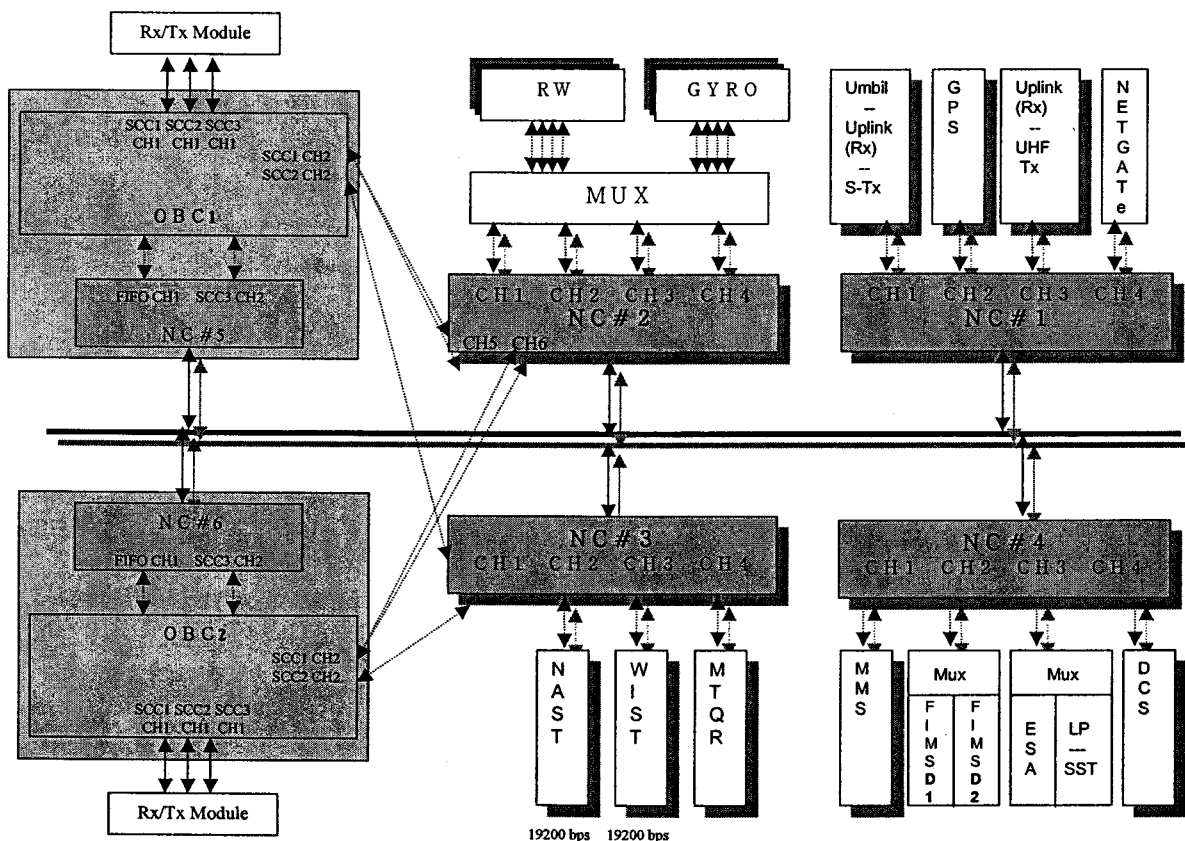 Rx/Tx Module
SCC1 SCC2 SCC3
CH1 CH1 CH1
SCC1 CH2
SCC2 CH2
OBC1
FIFO CH1 SCC3 CH2
NC#5
RW
GYRO
MUX
CH1 CH2 CH3 CH4
NC#2
CH5 CH6
Umbil
--
Uplink
(Rx)
--
S-Tx
GPS
Uplink
(Rx)
--
UHF
Tx
NETGATe
CH1 CH2 CH3 CH4
NC#1
NC#6
FIFO CH1 SCC3 CH2
OBC2
SCC1 CH2
SCC2 CH2
SCC1 SCC2 SCC3
CH1 CH1 CH1
Rx/Tx Module
NC#3
CH1 CH2 CH3 CH4
NAST
WIST
MTQR
19200 bps 19200 bps
NC#4
CH1 CH2 CH3 CH4
MMS
Mux
FIMSD1
FIMSD2
Mux
ESA
LP
---
SST
DCS